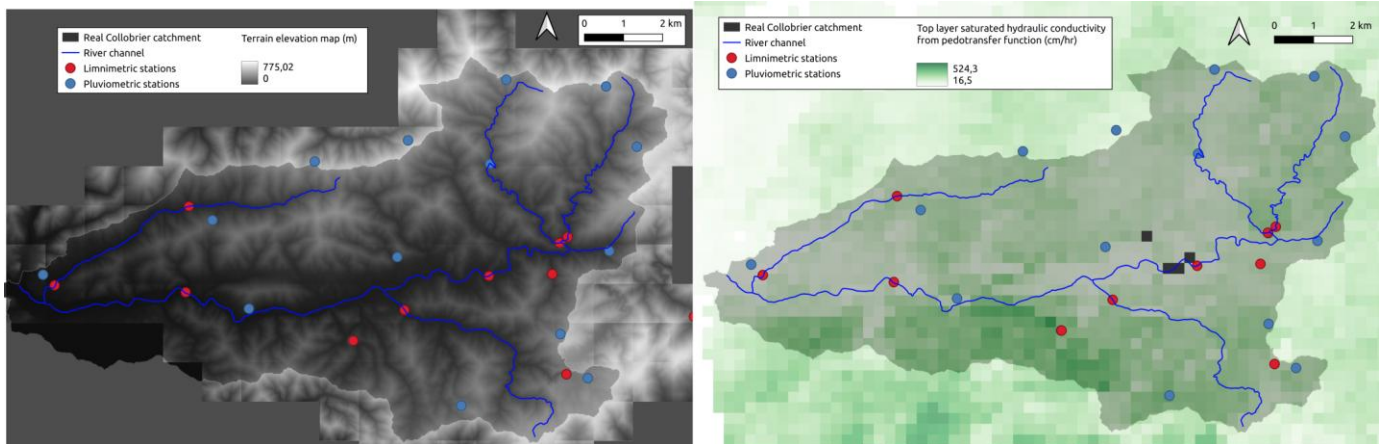 Real Collobrier catchment
River channel
Limnimetric stations
Pluviometric stations
Terrain elevation map (m)
775,02
0
0 1 2 km
Real Collobrier catchment
River channel
Limnimetric stations
Pluviometric stations
Top layer saturated hydraulic conductivity
from pedotransfer function (cm/hr)
524,3
16,5
0 1 2 km